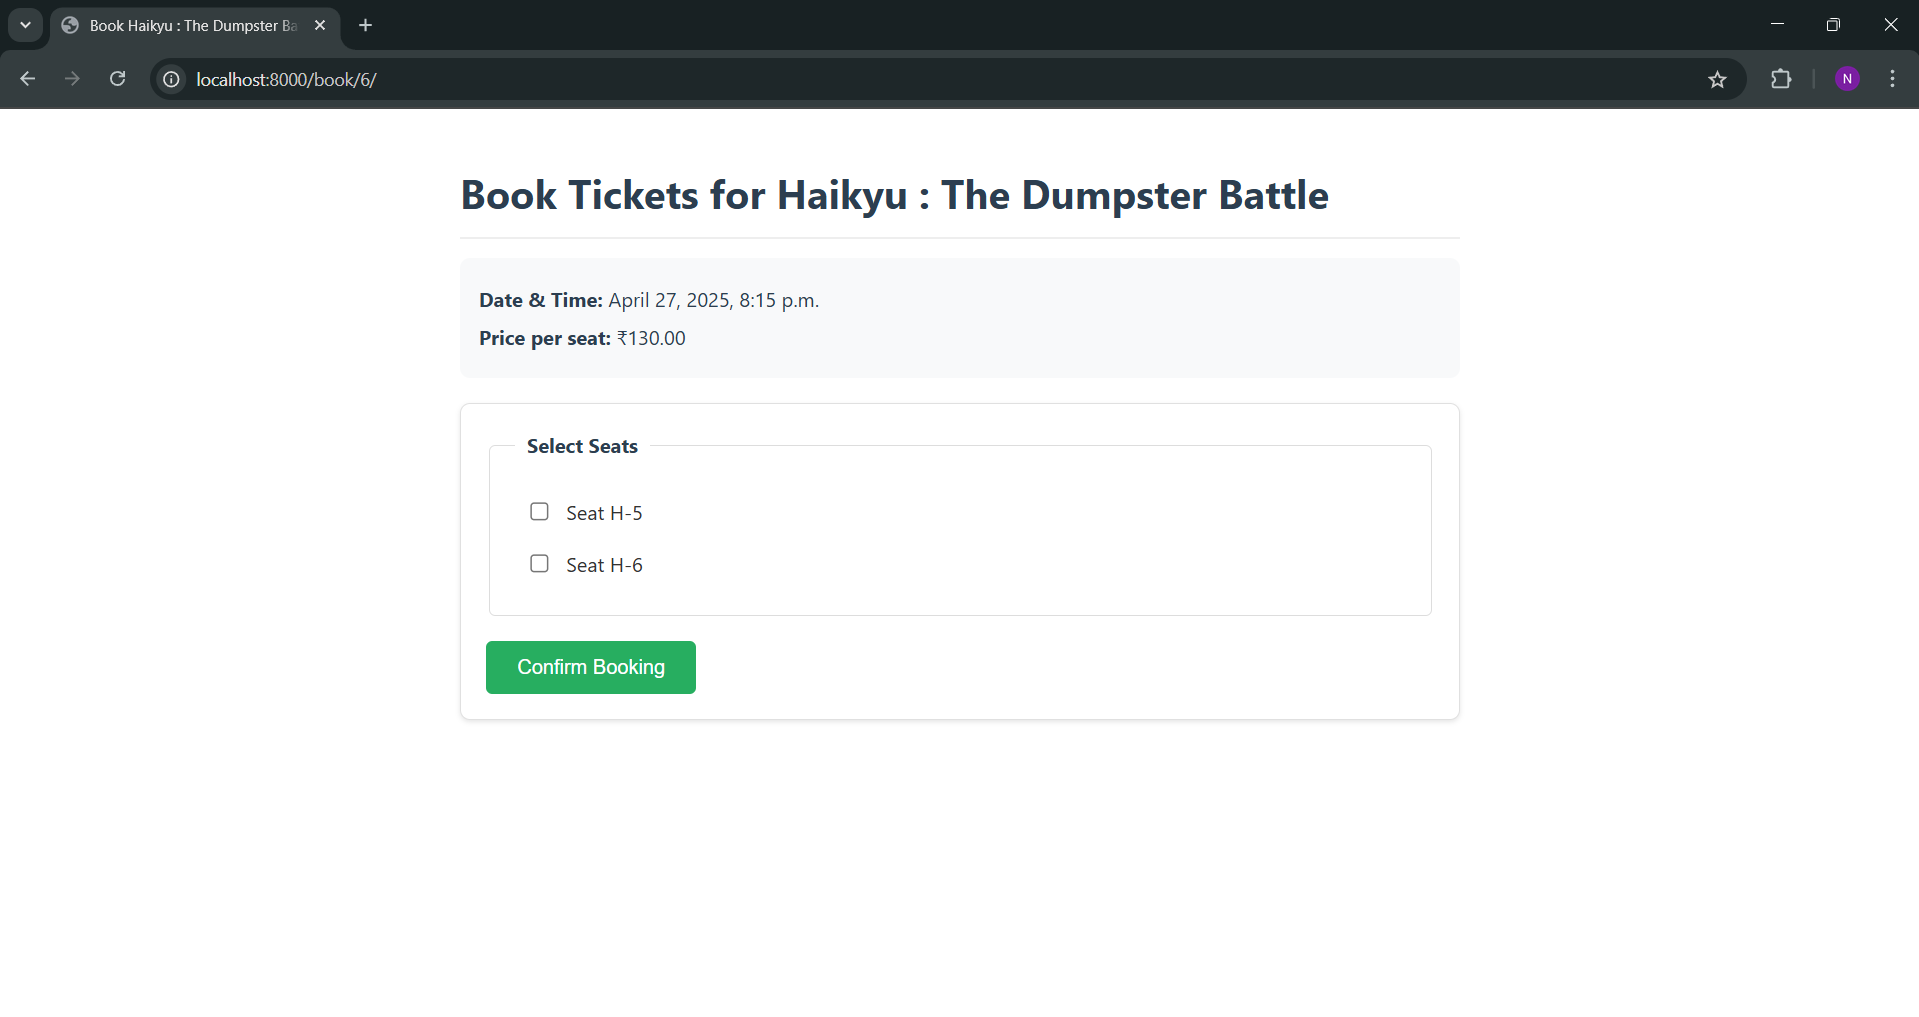 Book Haikyu : The Dumpster Ba
localhost:8000/book/6/
N
Book Tickets for Haikyu : The Dumpster Battle
Date & Time: April 27, 2025, 8:15 p.m.
Price per seat: ₹130.00
Select Seats
Seat H-5
Seat H-6
Confirm Booking